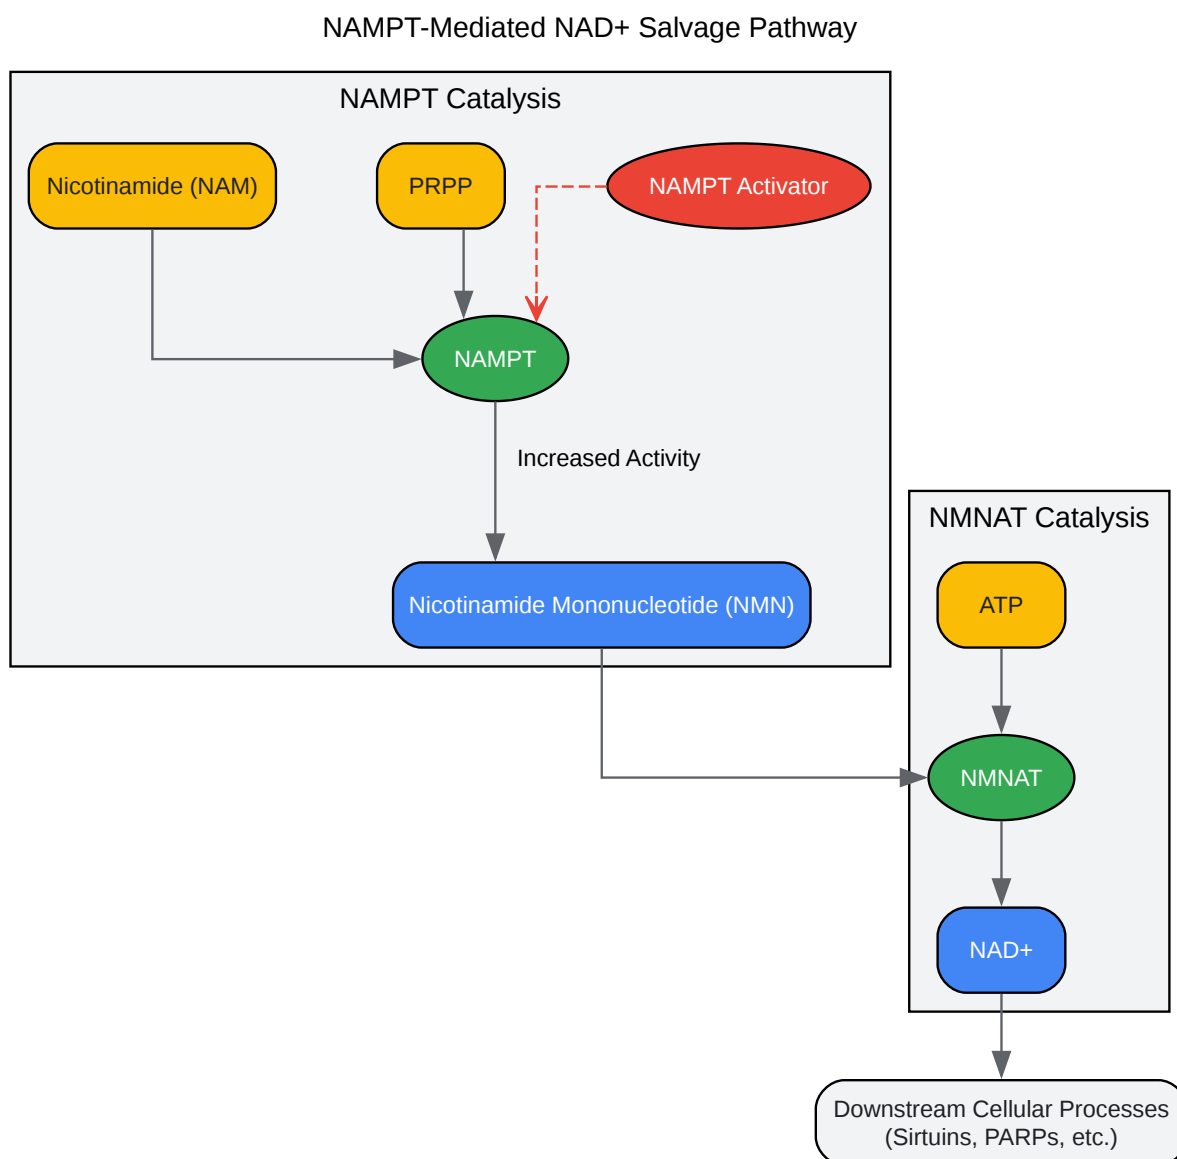 NAMPT-Mediated NAD+ Salvage Pathway
NAMPT Catalysis
Nicotinamide (NAM)
PRPP
NAMPT Activator
NAMPT
Increased Activity
Nicotinamide Mononucleotide (NMN)
NMNAT Catalysis
ATP
NMNAT
NAD+
Downstream Cellular Processes
(Sirtuins, PARPs, etc.)